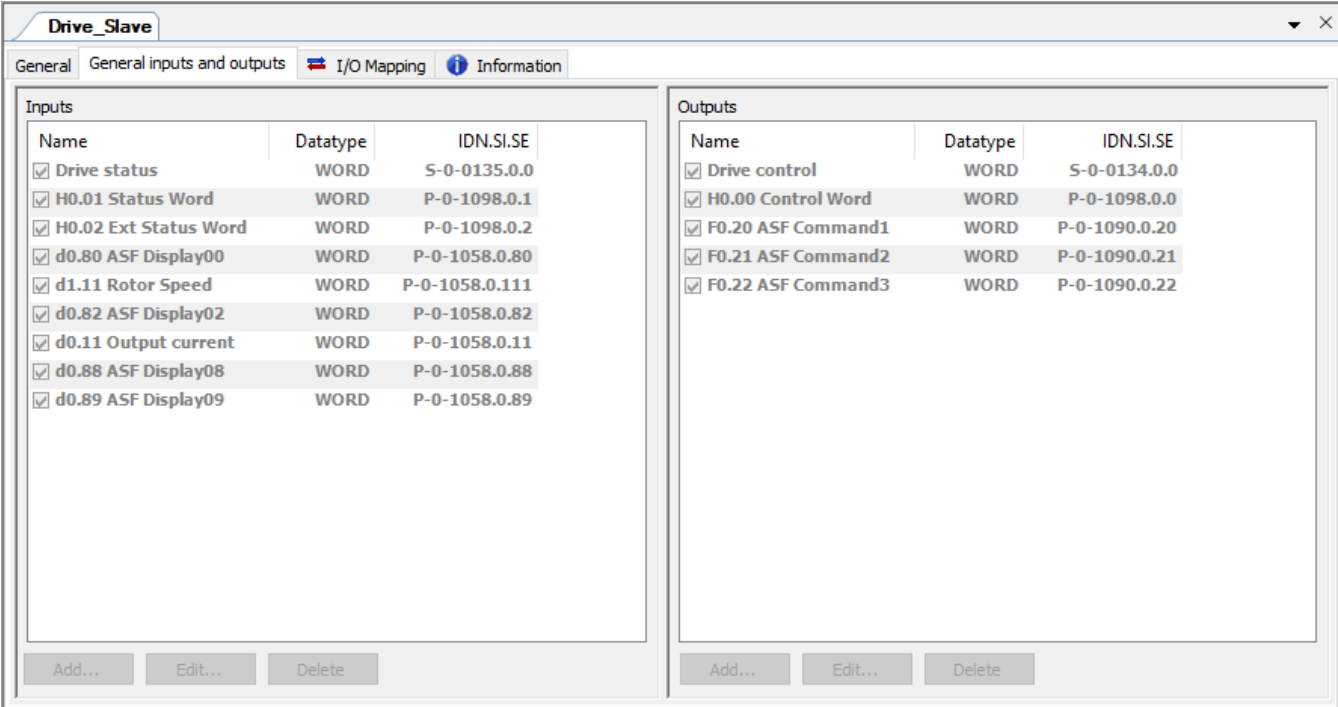 Drive_Slave
General General inputs and outputs I/O Mapping Information
Inputs
Name Datatype IDN.SI.SE
Drive status WORD S-0-0135.0.0
H0.01 Status Word WORD P-0-1098.0.1
H0.02 Ext Status Word WORD P-0-1098.0.2
d0.80 ASF Display00 WORD P-0-1058.0.80
d1.11 Rotor Speed WORD P-0-1058.0.111
d0.82 ASF Display02 WORD P-0-1058.0.82
d0.11 Output current WORD P-0-1058.0.11
d0.88 ASF Display08 WORD P-0-1058.0.88
d0.89 ASF Display09 WORD P-0-1058.0.89
Add... Edit... Delete
Outputs
Name Datatype IDN.SI.SE
Drive control WORD S-0-0134.0.0
H0.00 Control Word WORD P-0-1098.0.0
F0.20 ASF Command1 WORD P-0-1090.0.20
F0.21 ASF Command2 WORD P-0-1090.0.21
F0.22 ASF Command3 WORD P-0-1090.0.22
Add... Edit... Delete